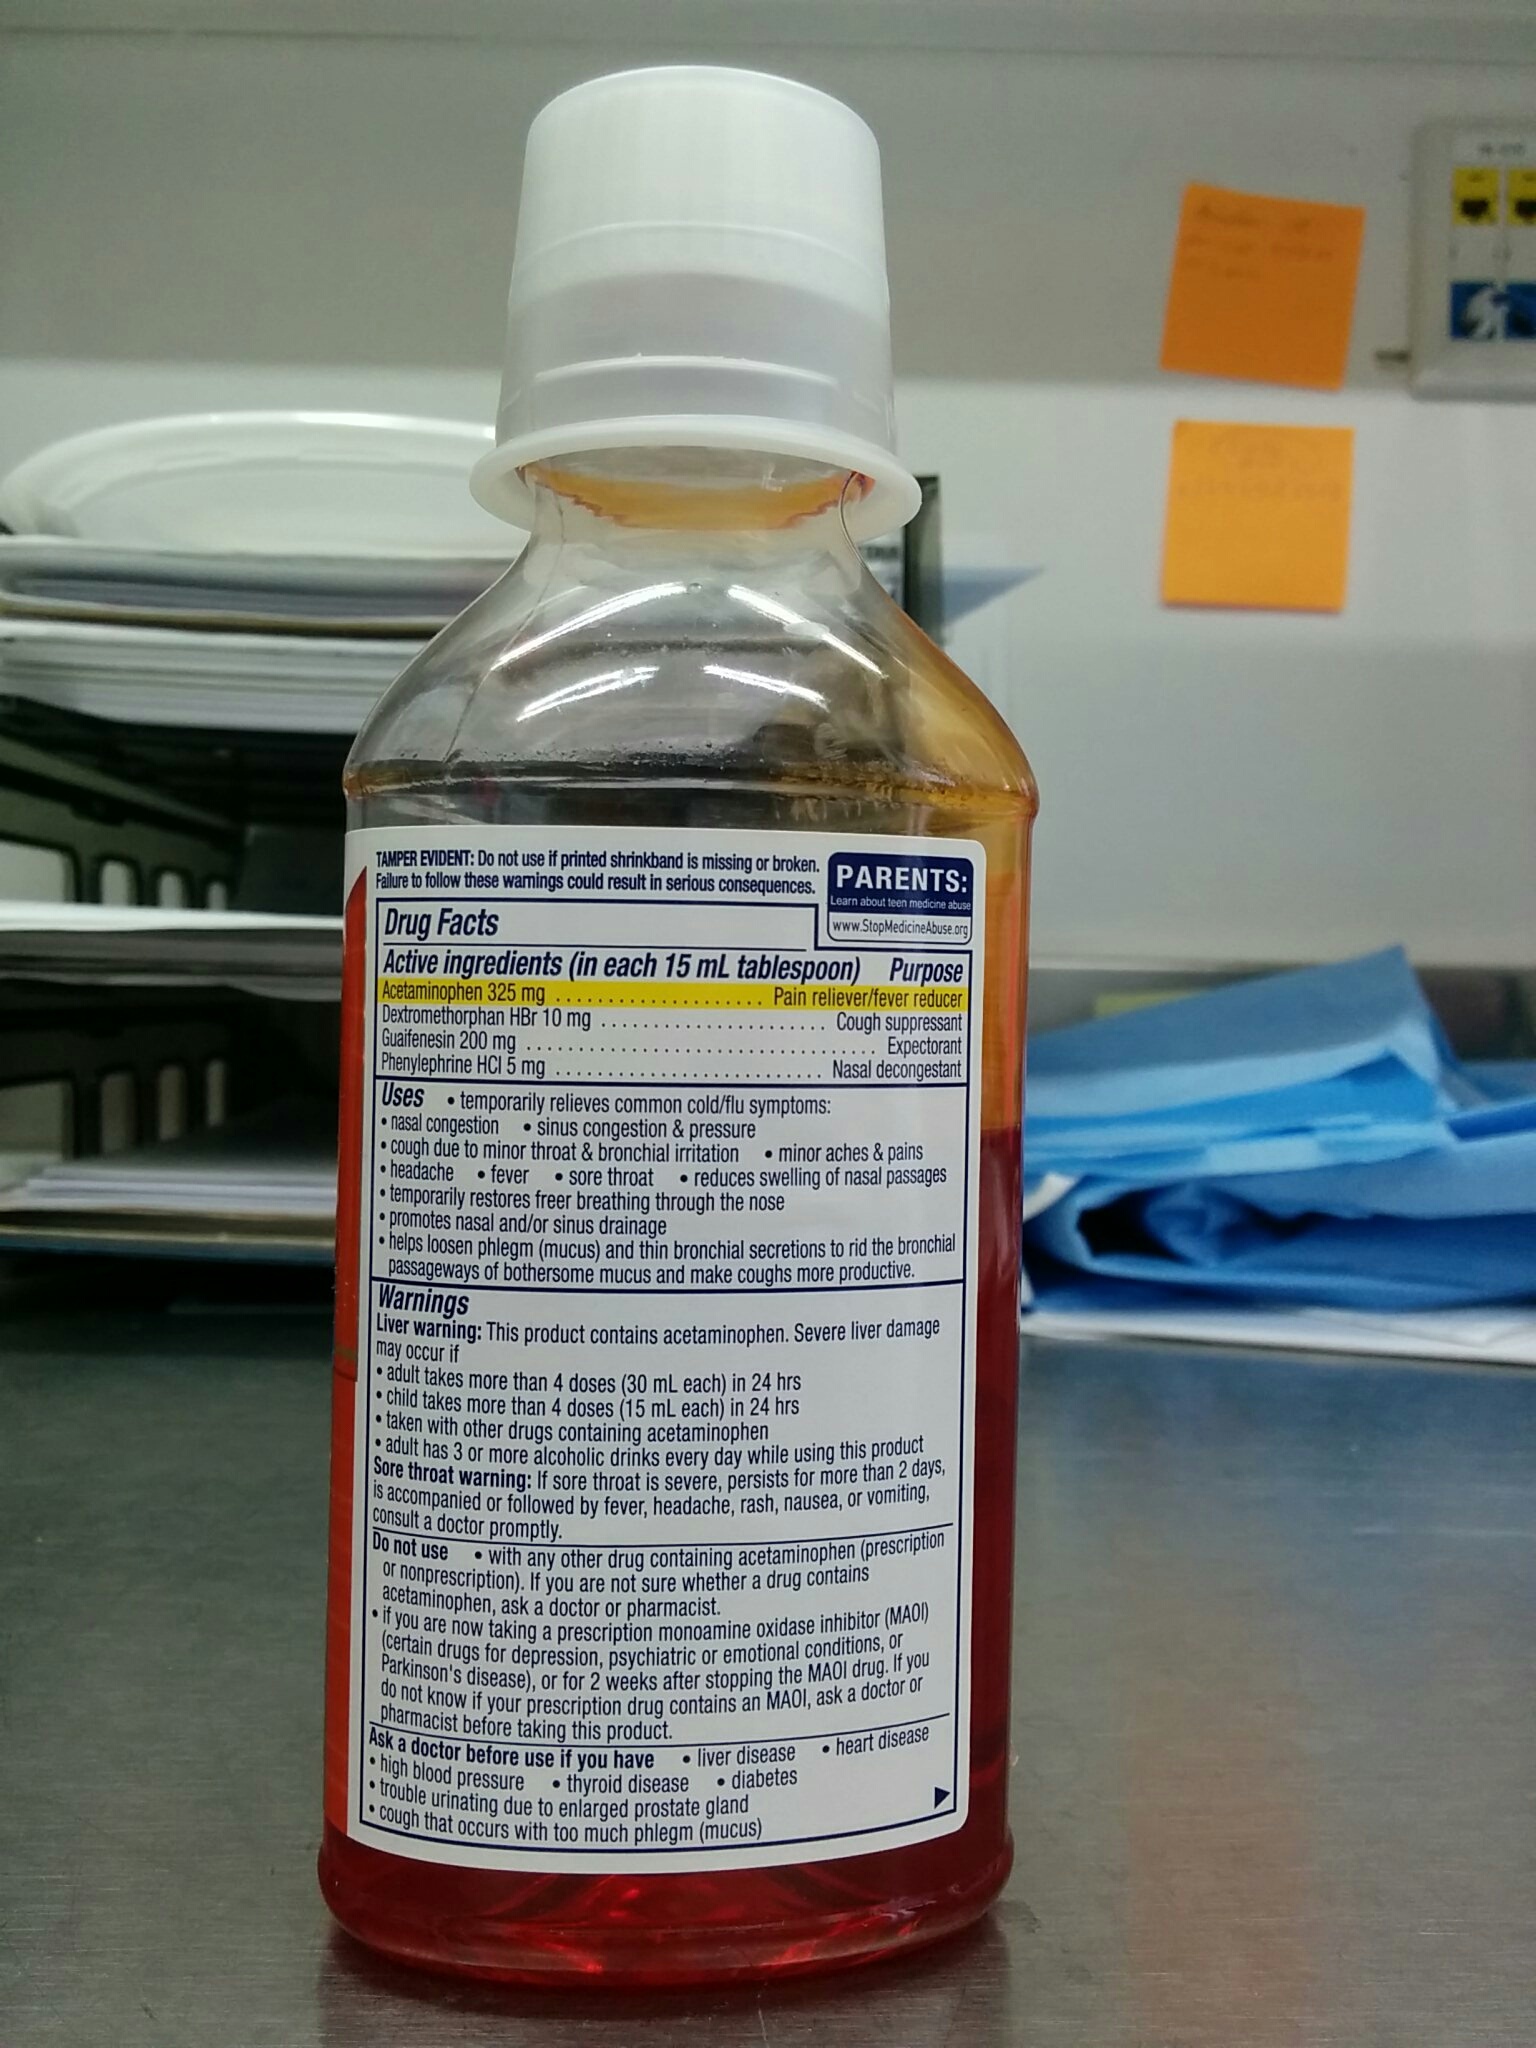 TAMPER EVIDENT: Do not use if printed shrinkband is missing or broken.
Failure to follow these warnings could result in serious consequences.
PARENTS:
Learn about teen medicine abuse
www.StopMedicineAbuse.org
Drug Facts
Active ingredients (in each 15 mL tablespoon) Purpose
Acetaminophen 325 mg ..................... Pain reliever/fever reducer
Dextromethorphan HBr 10 mg ...................... Cough suppressant
Guaifenesin 200 mg .................................. Expectorant
Phenylephrine HCl 5 mg .......................... Nasal decongestant
Uses • temporarily relieves common cold/flu symptoms:
• nasal congestion • sinus congestion & pressure
• cough due to minor throat & bronchial irritation • minor aches & pains
• headache • fever • sore throat • reduces swelling of nasal passages
• temporarily restores freer breathing through the nose
• promotes nasal and/or sinus drainage
• helps loosen phlegm (mucus) and thin bronchial secretions to rid the bronchial
passageways of bothersome mucus and make coughs more productive.
Warnings
Liver warning: This product contains acetaminophen. Severe liver damage
may occur if
• adult takes more than 4 doses (30 mL each) in 24 hrs
• child takes more than 4 doses (15 mL each) in 24 hrs
• taken with other drugs containing acetaminophen
• adult has 3 or more alcoholic drinks every day while using this product
Sore throat warning: If sore throat is severe, persists for more than 2 days,
is accompanied or followed by fever, headache, rash, nausea, or vomiting,
consult a doctor promptly.
Do not use • with any other drug containing acetaminophen (prescription
or nonprescription). If you are not sure whether a drug contains
acetaminophen, ask a doctor or pharmacist.
• if you are now taking a prescription monoamine oxidase inhibitor (MAOI)
(certain drugs for depression, psychiatric or emotional conditions, or
Parkinson's disease), or for 2 weeks after stopping the MAOI drug. If you
do not know if your prescription drug contains an MAOI, ask a doctor or
pharmacist before taking this product.
Ask a doctor before use if you have • liver disease • heart disease
• high blood pressure • thyroid disease • diabetes
• trouble urinating due to enlarged prostate gland
• cough that occurs with too much phlegm (mucus)